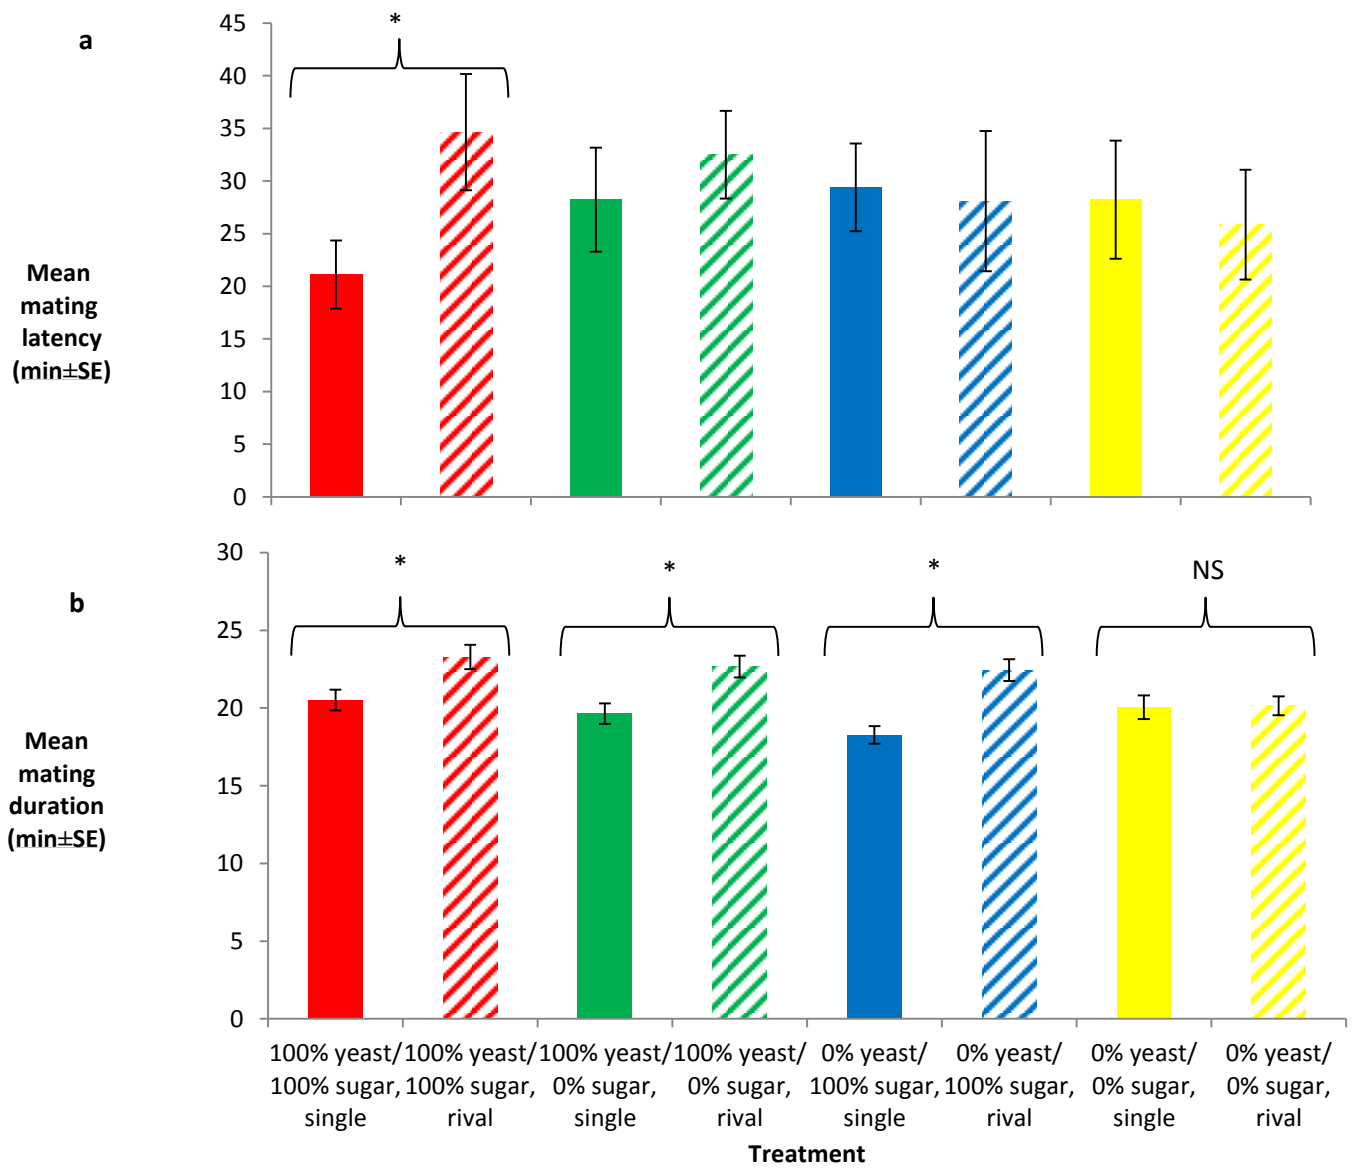 a
*
45
40
35
30
25
20
15
10
5
0
Mean
mating
latency
(min±SE)
b
*
*
*
NS
30
25
20
15
10
5
0
Mean
mating
duration
(min±SE)
100% yeast/ 100% yeast/ 100% yeast/ 100% yeast/ 0% yeast/ 0% yeast/ 0% yeast/ 0% yeast/
100% sugar, 100% sugar, 0% sugar, 0% sugar, 100% sugar, 100% sugar, 0% sugar, 0% sugar,
single rival single rival single rival single rival
Treatment